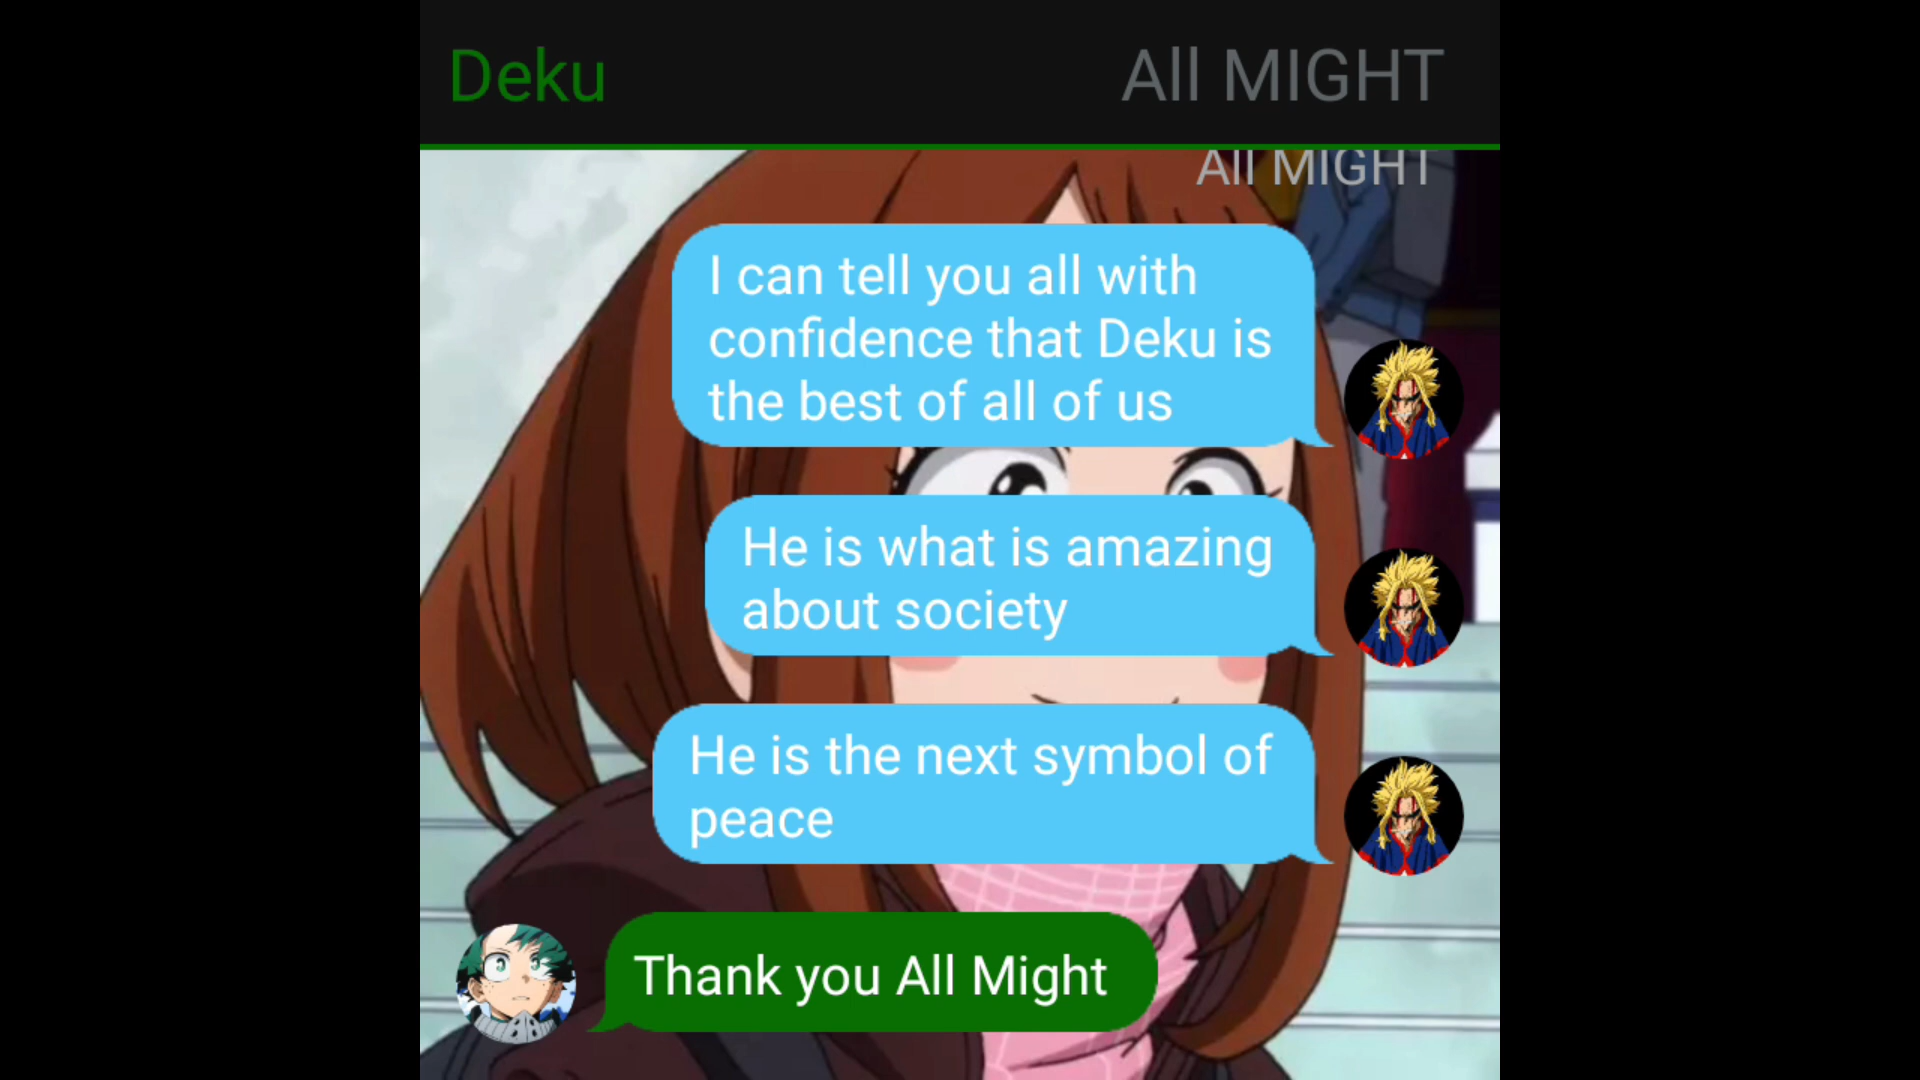 Deku
All MIGHT
All MIGHT
I can tell you all with
confidence that Deku is
the best of all of us
He is what is amazing
about society
He is the next symbol of
peace
Thank you All Might